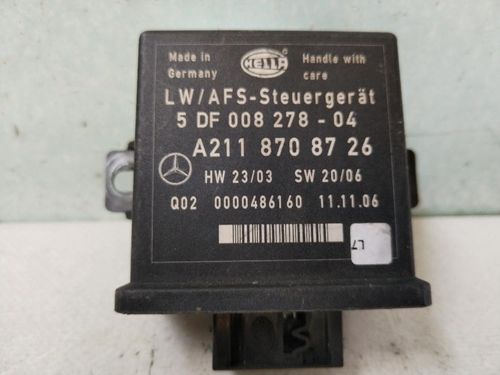 Made in Germany
HELLA
Handle with care
LW/AFS-Steuergerät
5 DF 008 278 - 04
A211 870 87 26
HW 23/03 SW 20/06
Q02 0000486160 11.11.06
L7